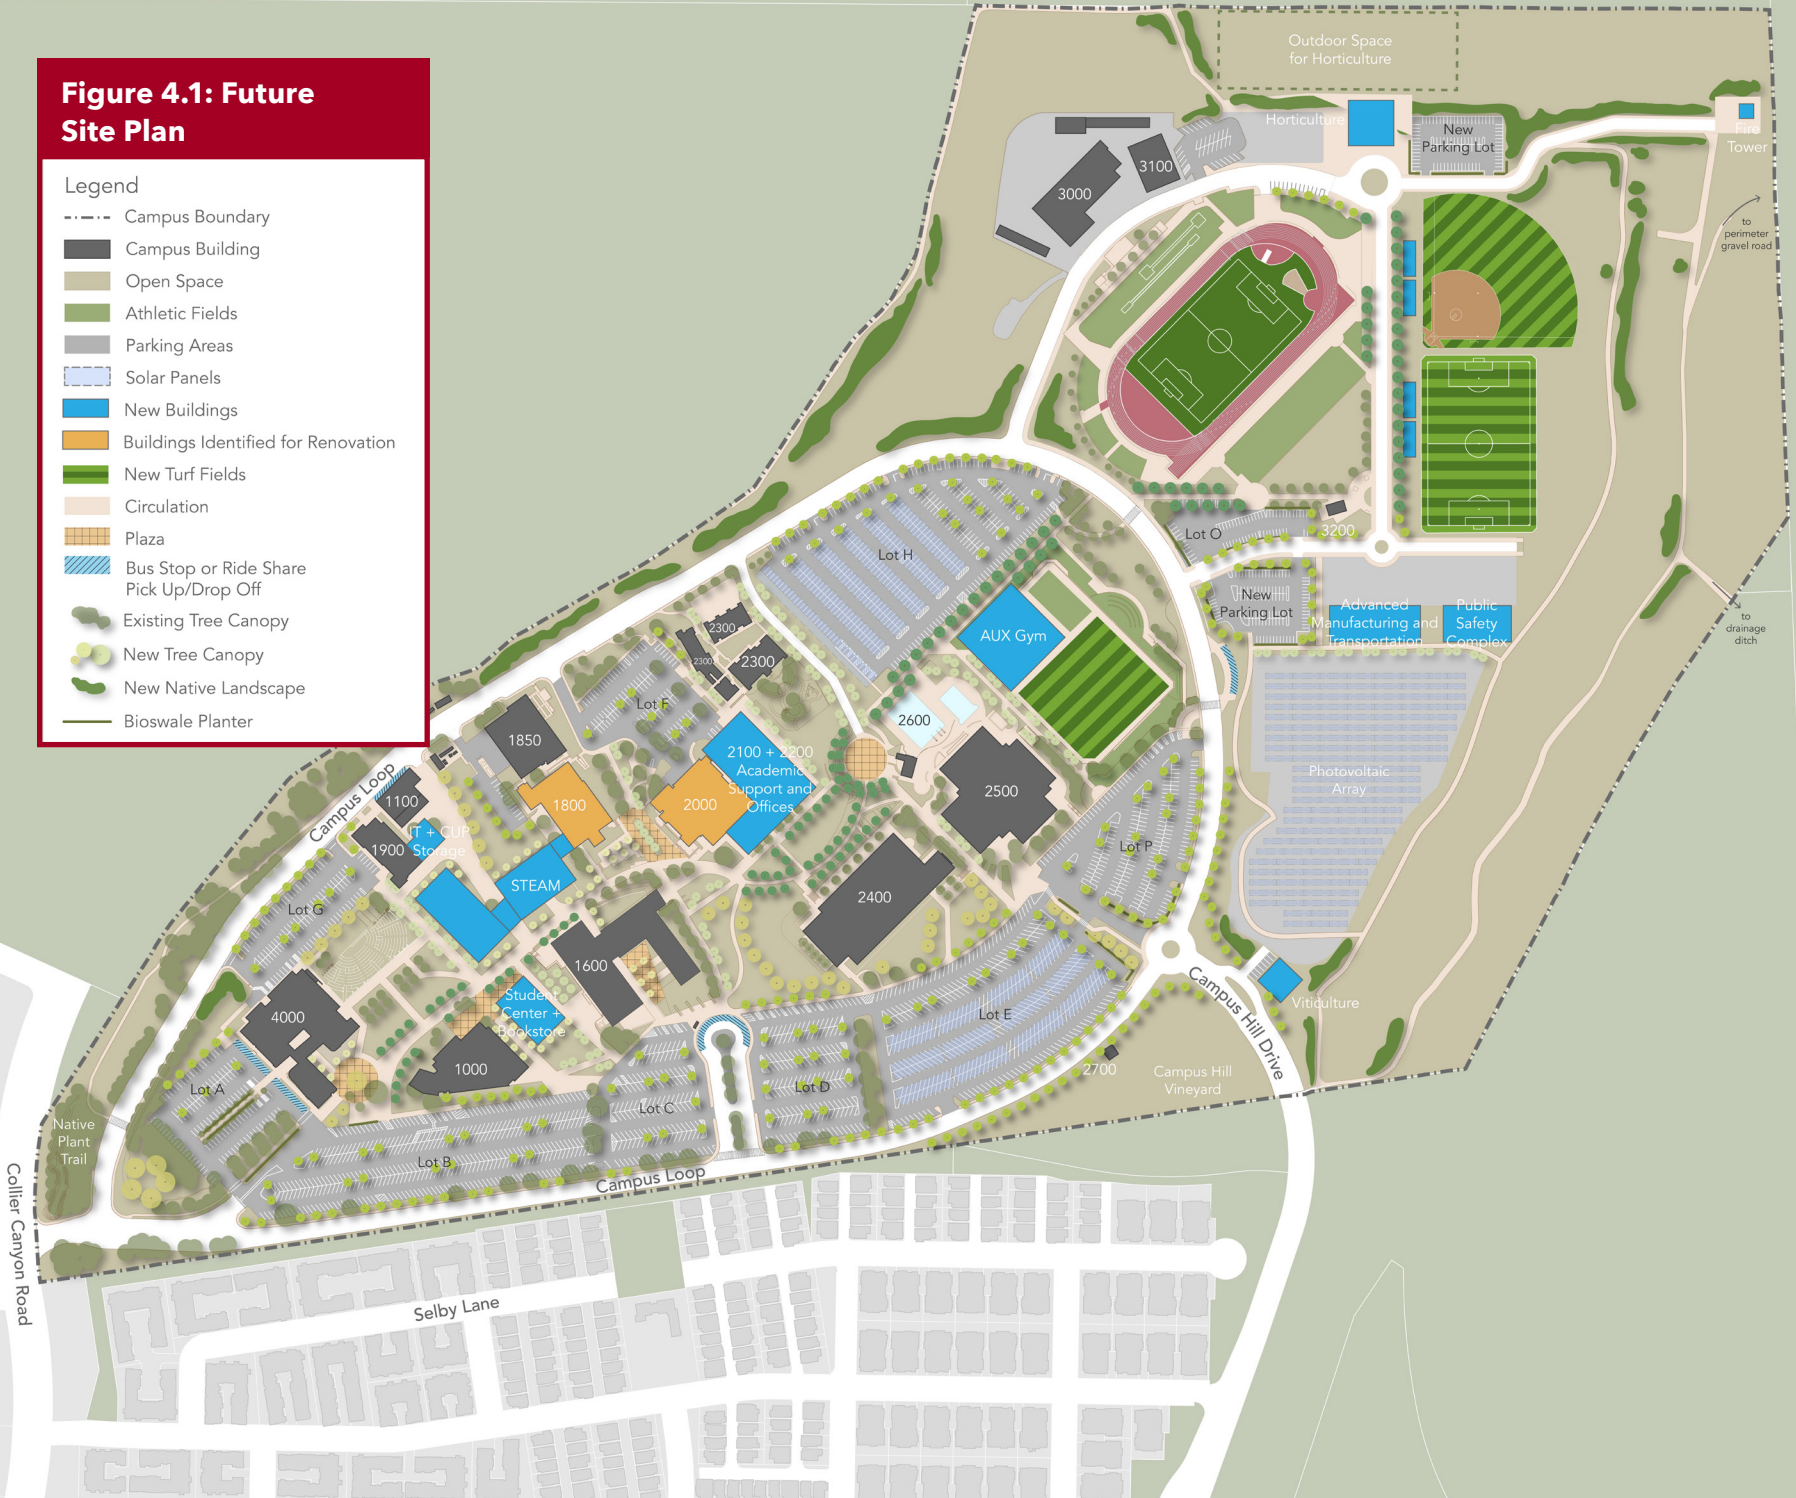 Figure 4.1: Future
Site Plan
Legend
Campus Boundary
Campus Building
Open Space
Athletic Fields
Parking Areas
Solar Panels
New Buildings
Buildings Identified for Renovation
New Turf Fields
Circulation
Plaza
Bus Stop or Ride Share
Pick Up/Drop Off
Existing Tree Canopy
New Tree Canopy
New Native Landscape
Bioswale Planter
Outdoor Space
for Horticulture
Horticulture
New
Parking Lot
Fire
Tower
3100
3000
to
perimeter
gravel road
Lot H
Lot O
3200
New
Parking Lot
Advanced
Manufacturing and
Transportation
Public
Safety
Complex
to
drainage
ditch
AUX Gym
2300
2300
2300
Lot F
2600
1850
2100 + 2200
Academic
Support and
Offices
2000
1800
2500
Photovoltaic
Array
Campus Loop
1100
IT + CUP
Storage
1900
Lot P
STEAM
2400
Lot G
1600
Student
Center +
Bookstore
4000
1000
Lot E
Campus Hill Drive
Viticulture
2700
Campus Hill
Vineyard
Lot A
Lot D
Lot C
Lot B
Native
Plant
Trail
Campus Loop
Collier Canyon Road
Selby Lane